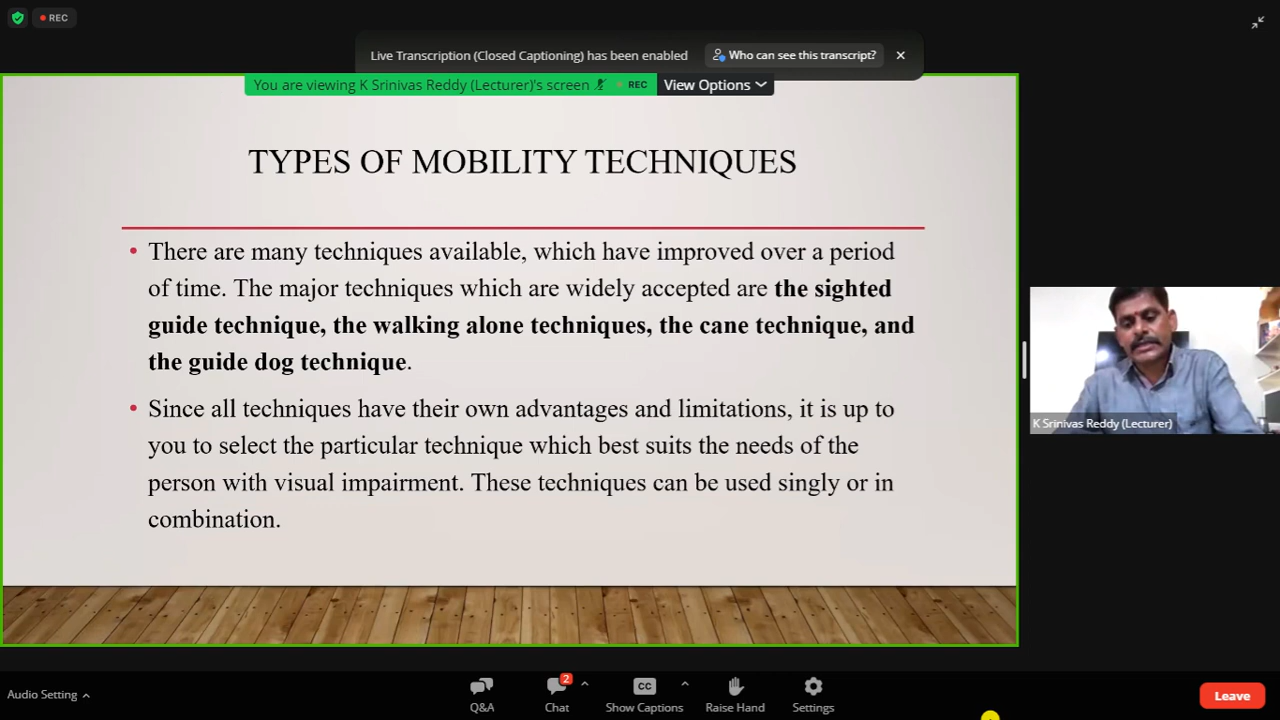 REC
Live Transcription (Closed Captioning) has been enabled
Who can see this transcript?
You are viewing K Srinivas Reddy (Lecturer)'s screen
REC
View Options
TYPES OF MOBILITY TECHNIQUES
• There are many techniques available, which have improved over a period
of time. The major techniques which are widely accepted are the sighted
guide technique, the walking alone techniques, the cane technique, and
the guide dog technique.
• Since all techniques have their own advantages and limitations, it is up to
you to select the particular technique which best suits the needs of the
person with visual impairment. These techniques can be used singly or in
combination.
K Srinivas Reddy (Lecturer)
Audio Setting
Q&A
2
Chat
CC
Show Captions
Raise Hand
Settings
Leave